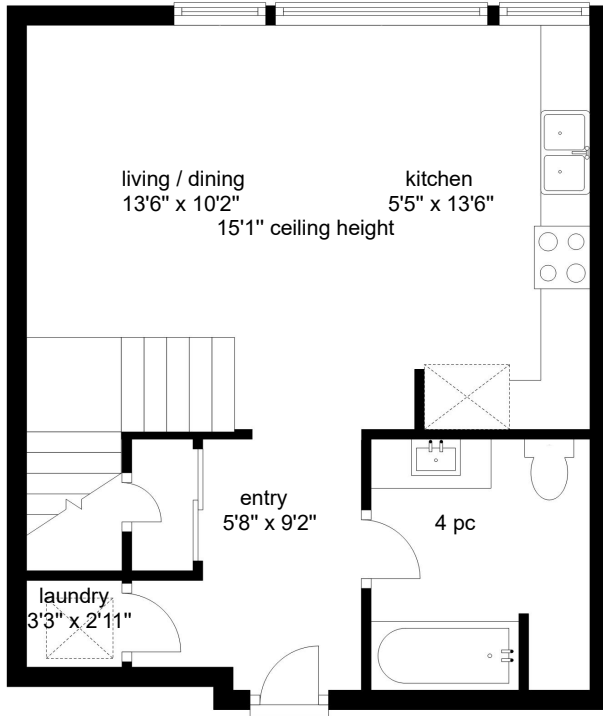 living / dining
13'6" x 10'2"
kitchen
5'5" x 13'6"
15'1" ceiling height
entry
5'8" x 9'2"
4 pc
laundry
3'3" x 2'11"